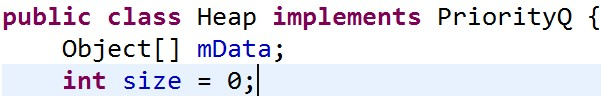 public class Heap implements PriorityQ {
    Object[] mData;
    int size = 0;